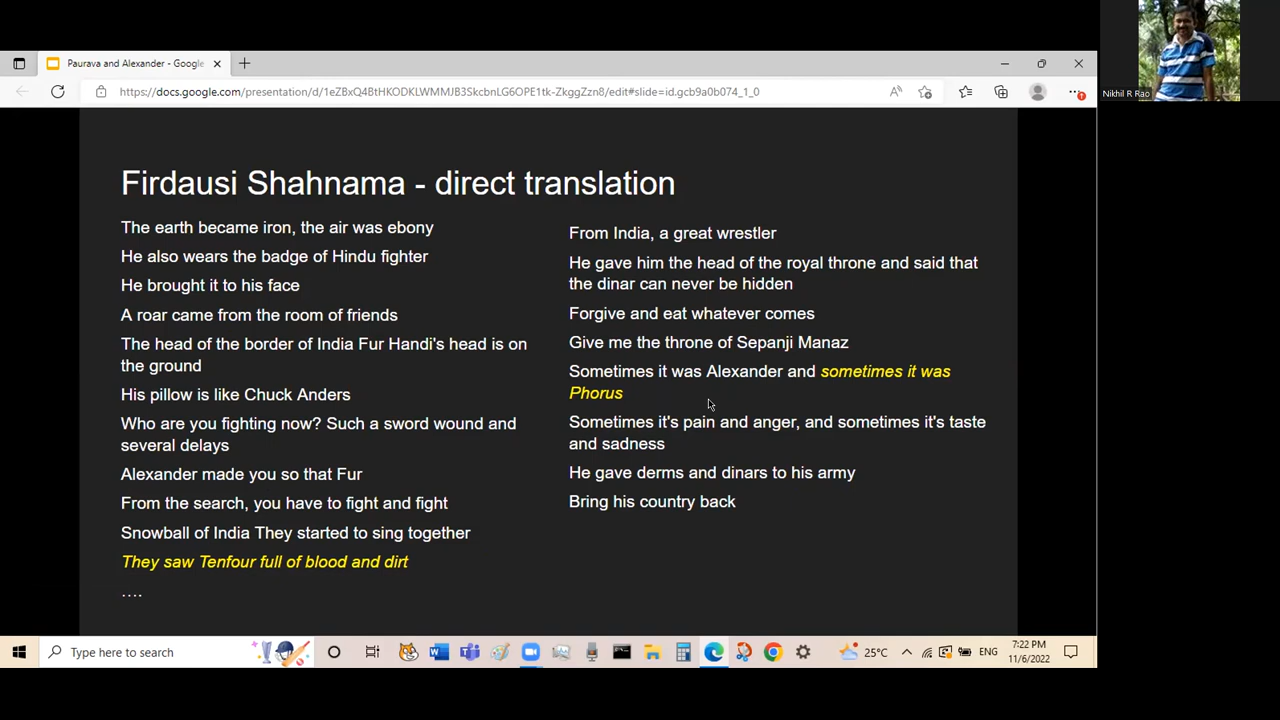 Paurava and Alexander - Google
https://docs.google.com/presentation/d/1eZBxQ4BtHKODKLWMMJB3SkcbnLG6OPE1tk-ZkggZzn8/edit#slide=id.gcb9a0b074_1_0
Nikhil R Rao
Firdausi Shahnama - direct translation
The earth became iron, the air was ebony
He also wears the badge of Hindu fighter
He brought it to his face
A roar came from the room of friends
The head of the border of India Fur Handi's head is on
the ground
His pillow is like Chuck Anders
Who are you fighting now? Such a sword wound and
several delays
Alexander made you so that Fur
From the search, you have to fight and fight
Snowball of India They started to sing together
They saw Tenfour full of blood and dirt
....
From India, a great wrestler
He gave him the head of the royal throne and said that
the dinar can never be hidden
Forgive and eat whatever comes
Give me the throne of Sepanji Manaz
Sometimes it was Alexander and sometimes it was
Phorus
Sometimes it's pain and anger, and sometimes it's taste
and sadness
He gave derms and dinars to his army
Bring his country back
Type here to search
25°C
ENG
7:22 PM
11/6/2022